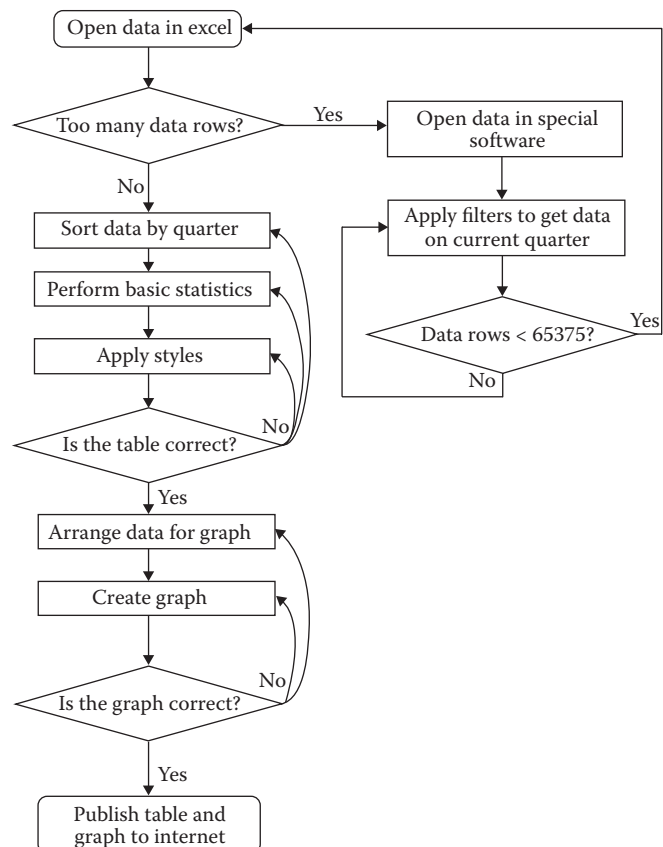 Open data in excel
Too many data rows?
Yes
Open data in special
software
No
Apply filters to get data
on current quarter
Sort data by quarter
Perform basic statistics
Yes
Data rows < 65375?
Apply styles
No
No
Is the table correct?
Yes
Arrange data for graph
Create graph
No
Is the graph correct?
Yes
Publish table and
graph to internet